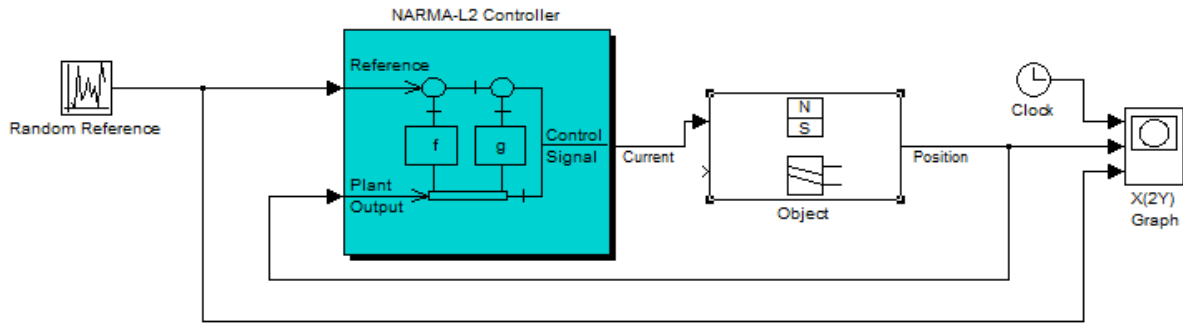 NARMA-L2 Controller
Random Reference
Reference
f
g
Control
Signal
Plant
Output
Current
N
S
Object
Position
Clock
X(2Y)
Graph